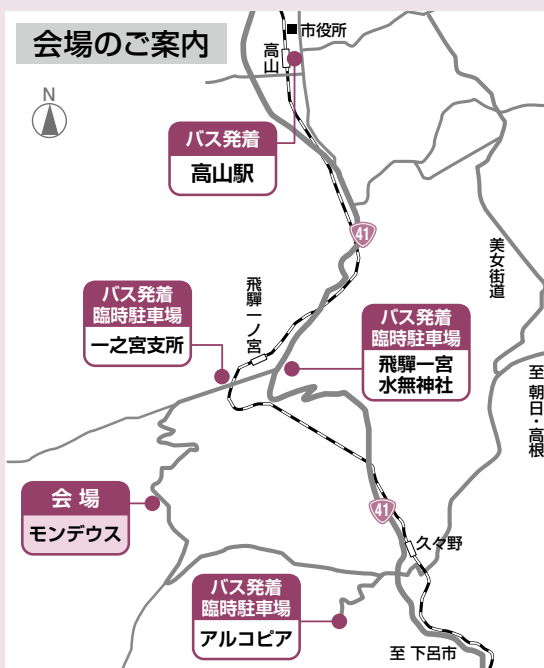 会場のご案内
市役所
高山
N
バス発着
高山駅
41
美女街道
飛騨一ノ宮
バス発着
臨時駐車場
一之宮支所
バス発着
臨時駐車場
飛騨一宮
水無神社
至 朝日・高根
会場
モンデウス
41
久々野
バス発着
臨時駐車場
アルコピア
至 下呂市